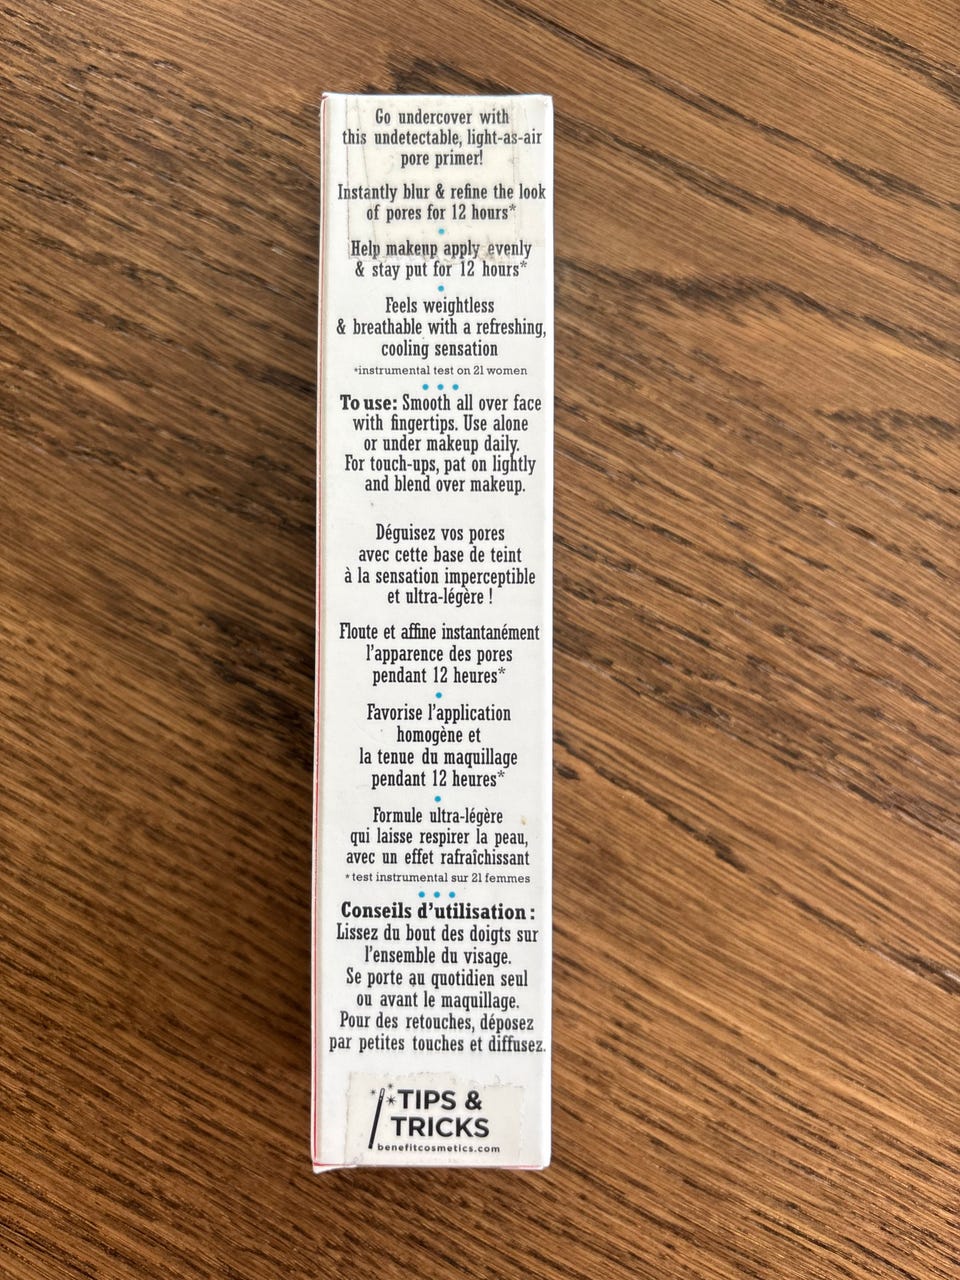 Go undercover with
this undetectable, light-as-air
pore primer!
Instantly blur & refine the look
of pores for 12 hours*
Help makeup apply evenly
& stay put for 12 hours*
Feels weightless
& breathable with a refreshing,
cooling sensation
*instrumental test on 21 women
To use: Smooth all over face
with fingertips. Use alone
or under makeup daily.
For touch-ups, pat on lightly
and blend over makeup.
Déguisez vos pores
avec cette base de teint
à la sensation imperceptible
et ultra-légère !
Floute et affine instantanément
l'apparence des pores
pendant 12 heures*
Favorise l'application
homogène et
la tenue du maquillage
pendant 12 heures*
Formule ultra-légère
qui laisse respirer la peau,
avec un effet rafraîchissant
*test instrumental sur 21 femmes
Conseils d'utilisation :
Lissez du bout des doigts sur
l'ensemble du visage.
Se porte au quotidien seul
ou avant le maquillage.
Pour des retouches, déposez
par petites touches et diffusez.
TIPS &
TRICKS
benefitcosmetics.com